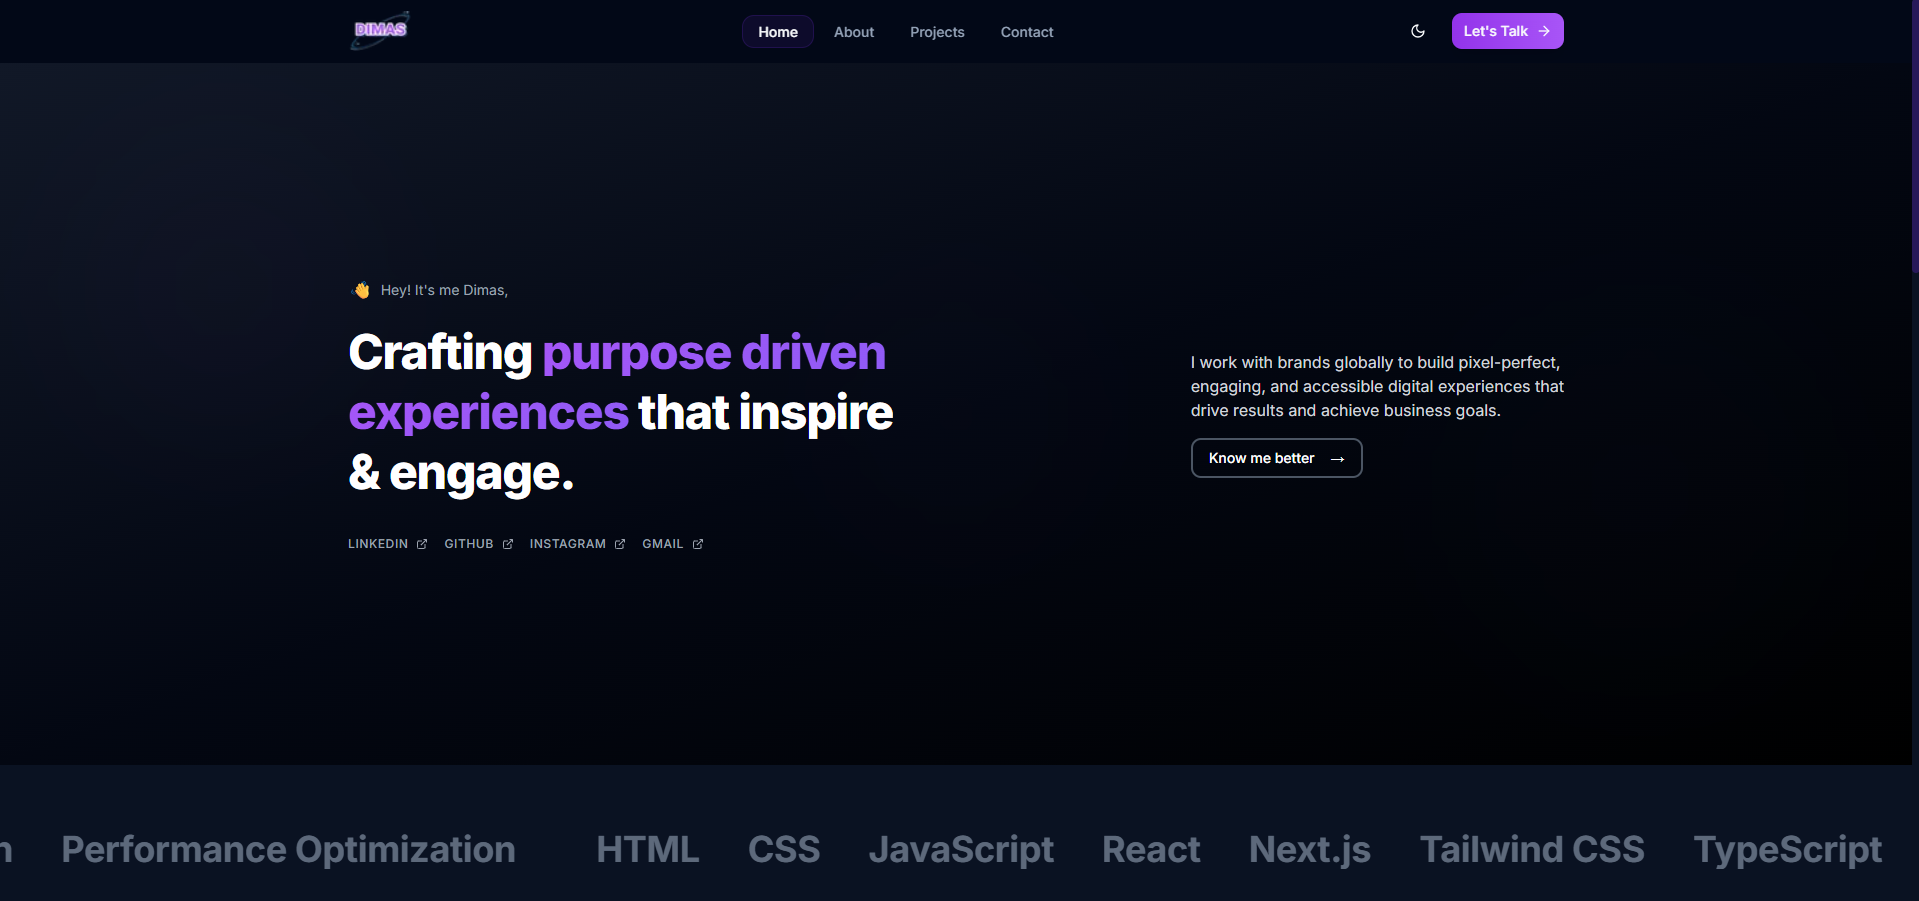 DIMAS
Home
About
Projects
Contact
Let's Talk →
👋 Hey! It's me Dimas,
Crafting purpose driven
experiences that inspire
& engage.
I work with brands globally to build pixel-perfect,
engaging, and accessible digital experiences that
drive results and achieve business goals.
Know me better →
LINKEDIN
GITHUB
INSTAGRAM
GMAIL
n Performance Optimization HTML CSS JavaScript React Next.js Tailwind CSS TypeScript